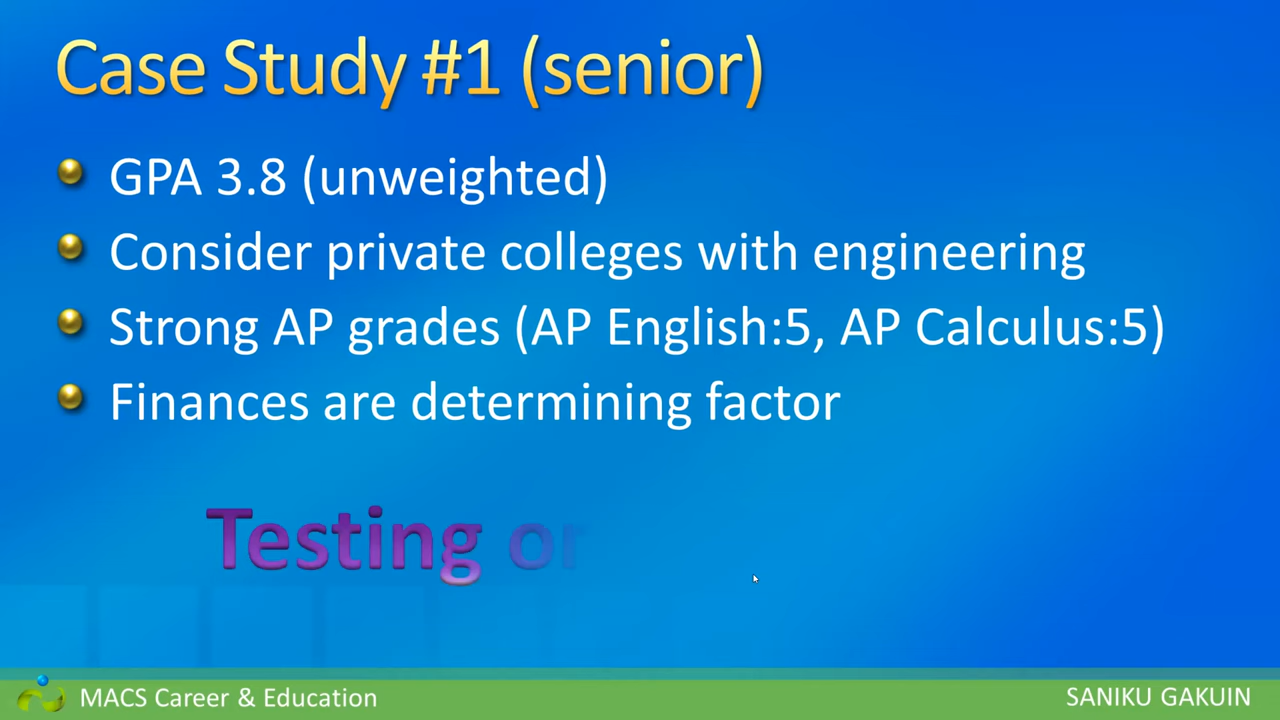 Case Study #1 (senior)
GPA 3.8 (unweighted)
Consider private colleges with engineering
Strong AP grades (AP English:5, AP Calculus:5)
Finances are determining factor
Testing or
MACS Career & Education
SANIKU GAKUIN